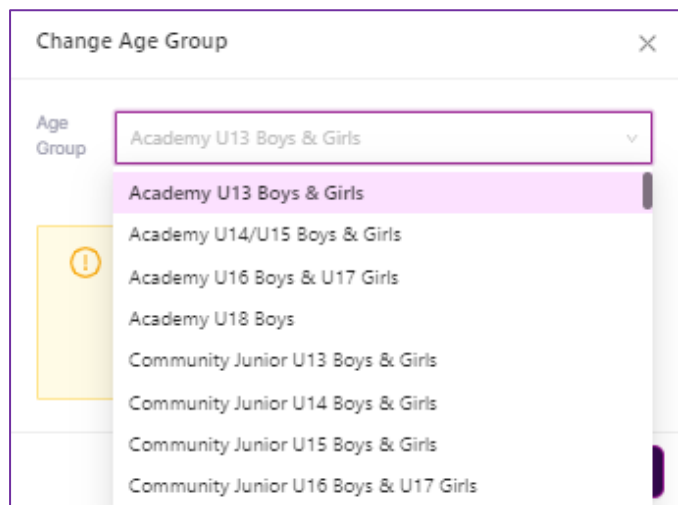 Change Age Group
Age
Group
Academy U13 Boys & Girls
Academy U13 Boys & Girls
Academy U14/U15 Boys & Girls
Academy U16 Boys & U17 Girls
Academy U18 Boys
Community Junior U13 Boys & Girls
Community Junior U14 Boys & Girls
Community Junior U15 Boys & Girls
Community Junior U16 Boys & U17 Girls